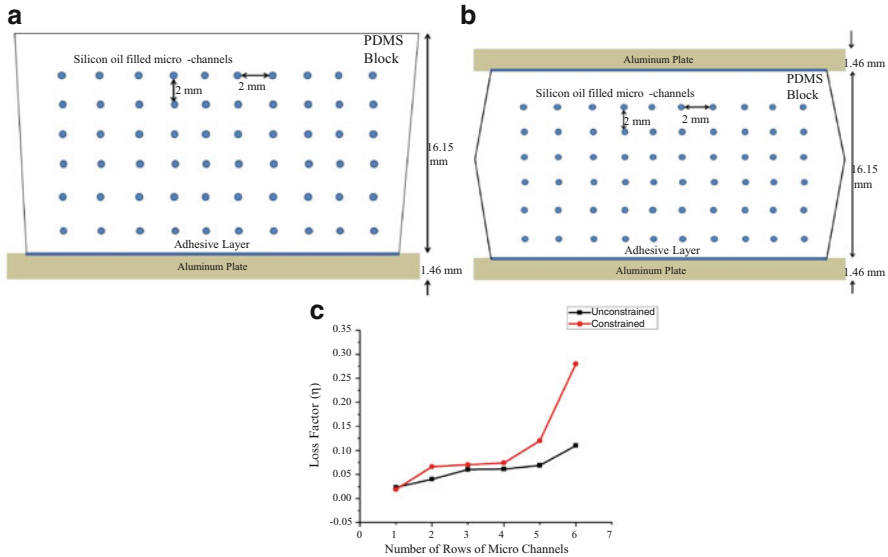 a
PDMS
Block
Silicon oil filled micro -channels
2 mm
2 mm
16.15
mm
Adhesive Layer
Aluminum Plate
1.46 mm
b
Aluminum Plate
1.46 mm
PDMS
Block
Silicon oil filled micro -channels
2 mm
2 mm
16.15
mm
Adhesive Layer
Aluminum Plate
1.46 mm
c
Unconstrained
Constrained
Loss Factor (η)
0.35
0.30
0.25
0.20
0.15
0.10
0.05
0.00
-0.05
0 1 2 3 4 5 6 7
Number of Rows of Micro Channels